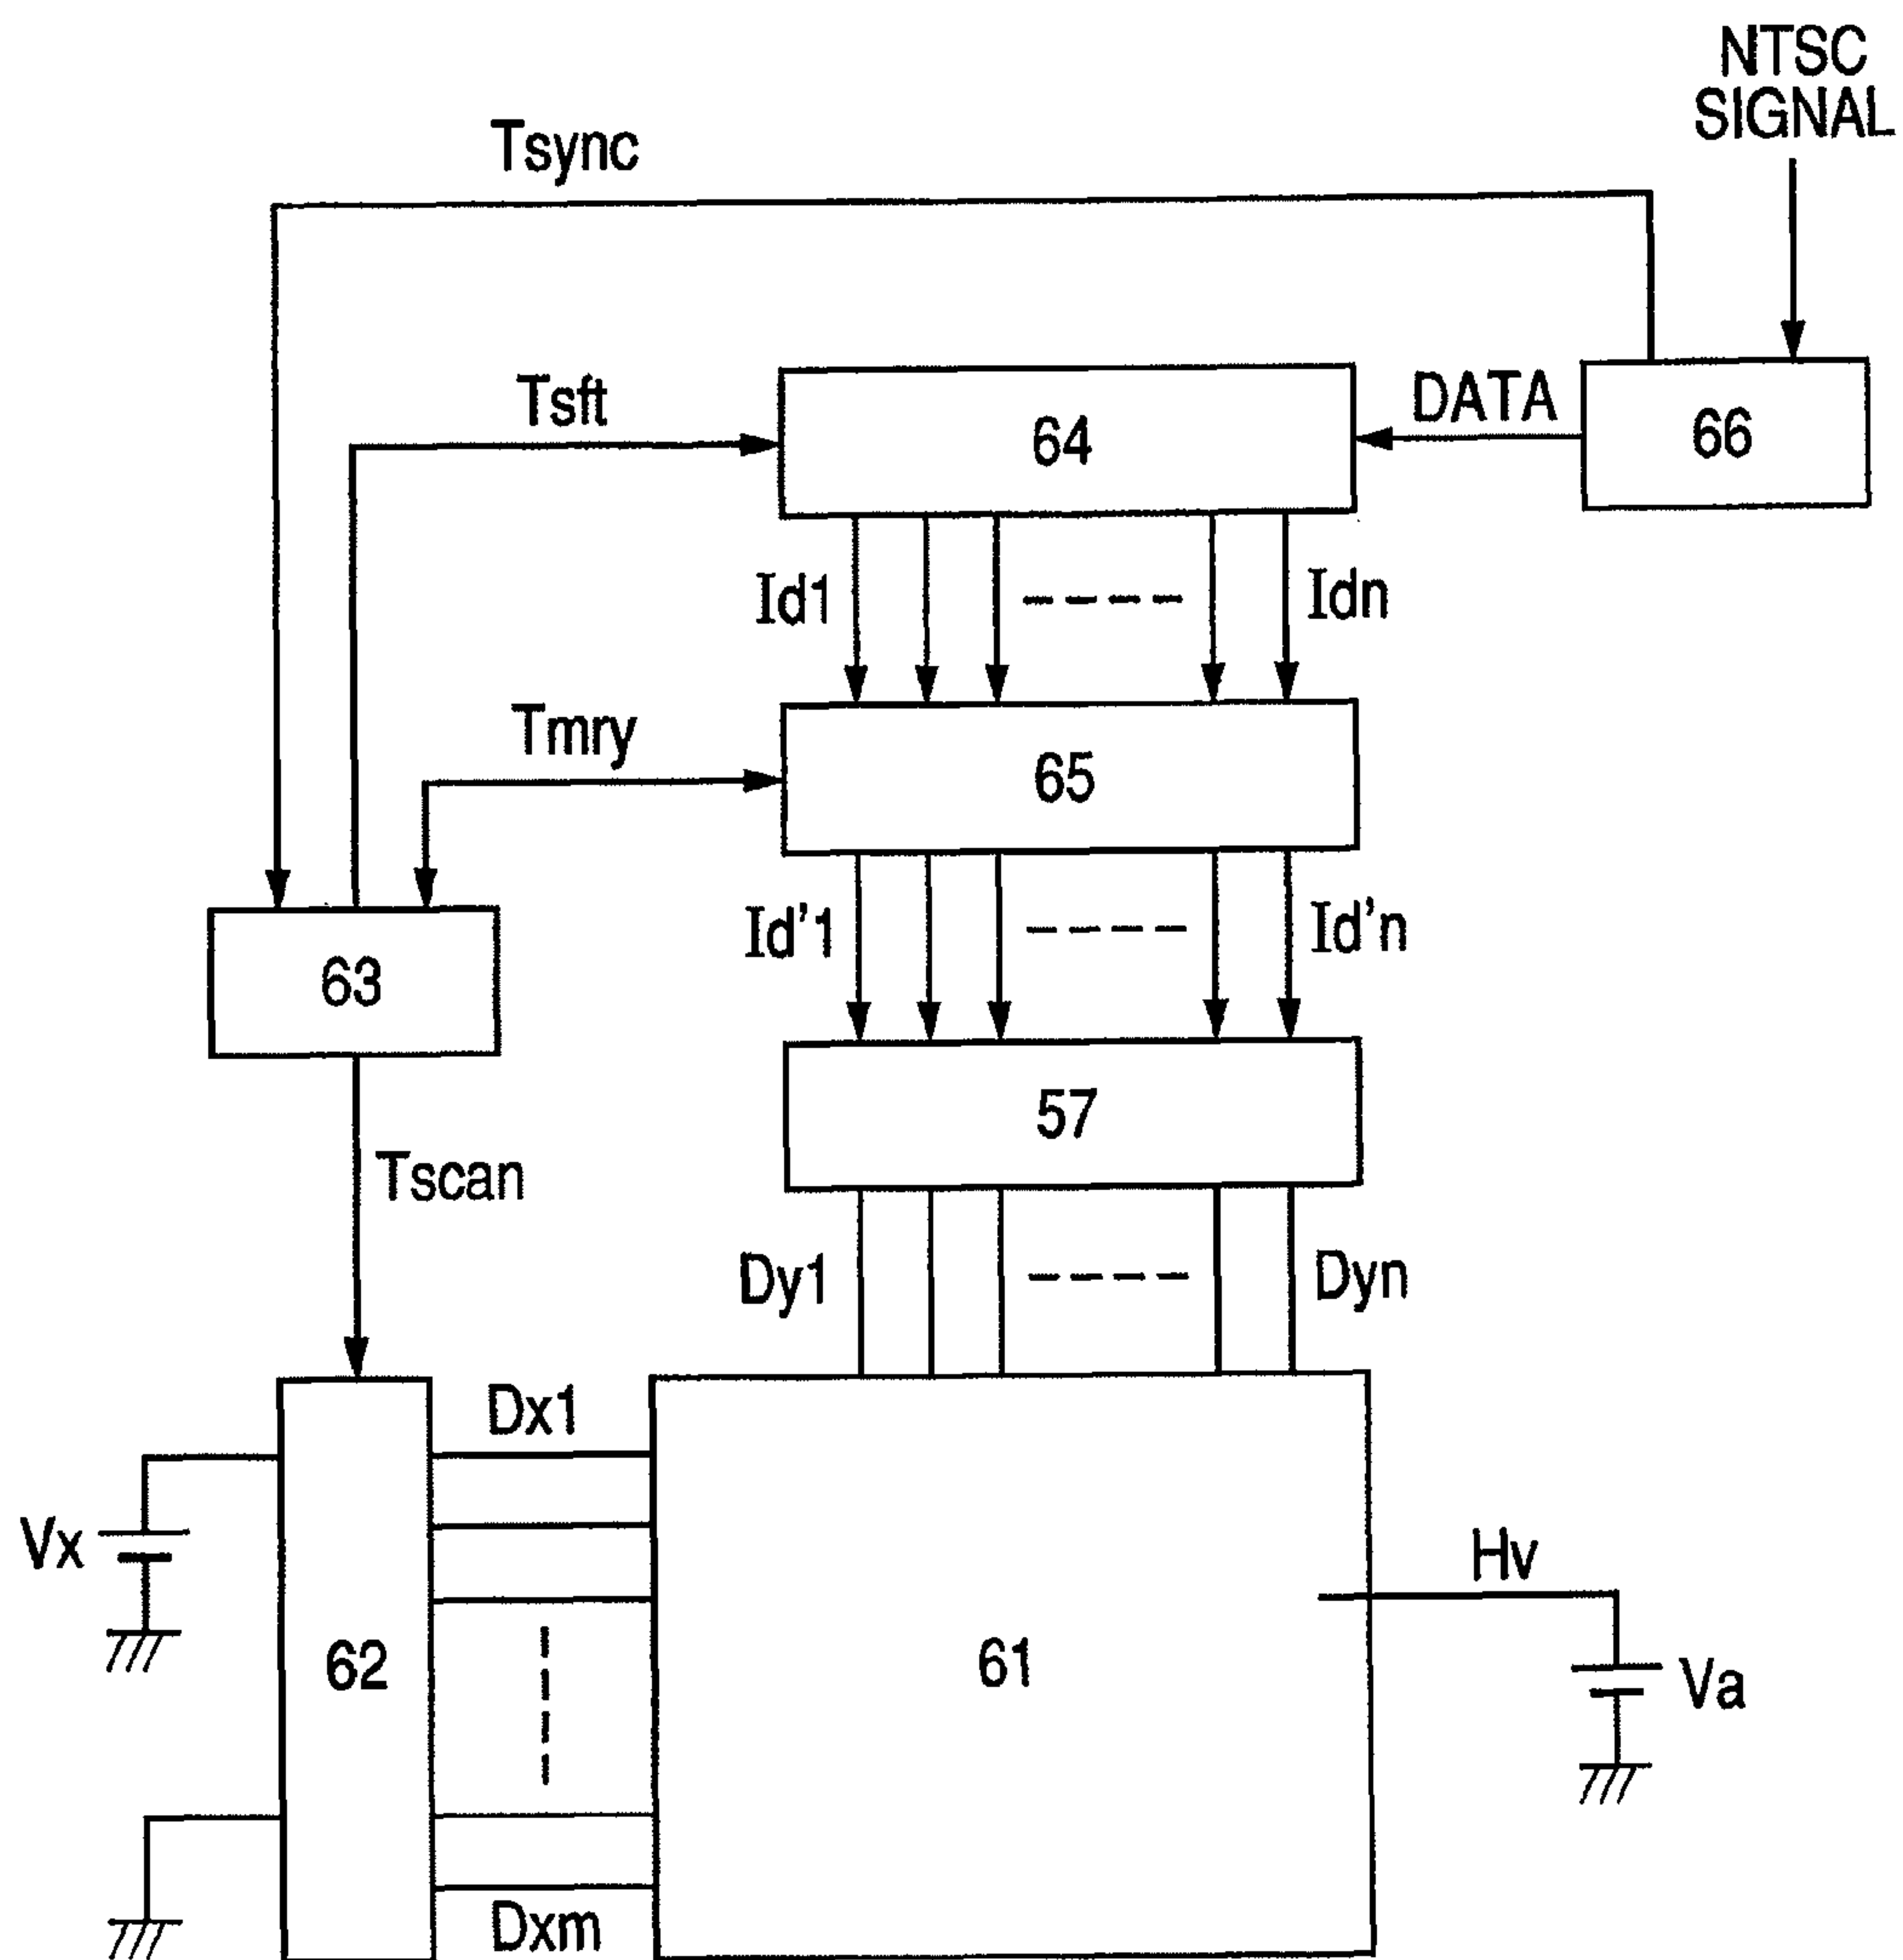 NTSC
SIGNAL
Tsync
Tsft
64
DATA
66
Id1
Idn
Tmry
65
Id'1
Id'n
63
57
Tscan
Dy1
Dyn
Dx1
Vx
Hv
62
61
Va
Dxm